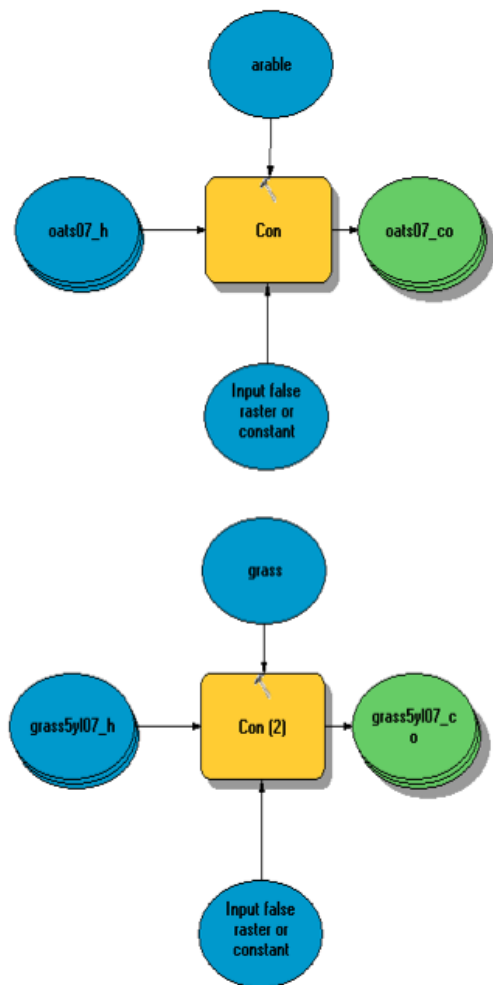 arable
oats07_h
Con
oats07_co
Input false
raster or
constant
grass
grass5yl07_h
Con (2)
grass5yl07_c
o
Input false
raster or
constant